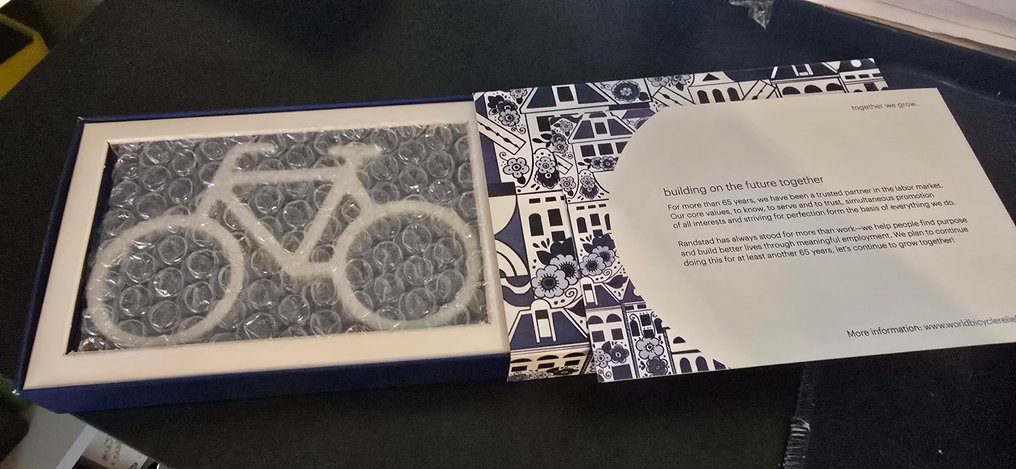 together we grow.
building on the future together
For more than 65 years, we have been a trusted partner in the labor market.
Our core values, to know, to serve and to trust, simultaneous promotion
of all interests and striving for perfection form the basis of everything we do.
Randstad has always stood for more than work—we help people find purpose
and build better lives through meaningful employment. We plan to continue
doing this for at least another 65 years, let's continue to grow together!
More information: www.worldbicyclerelief